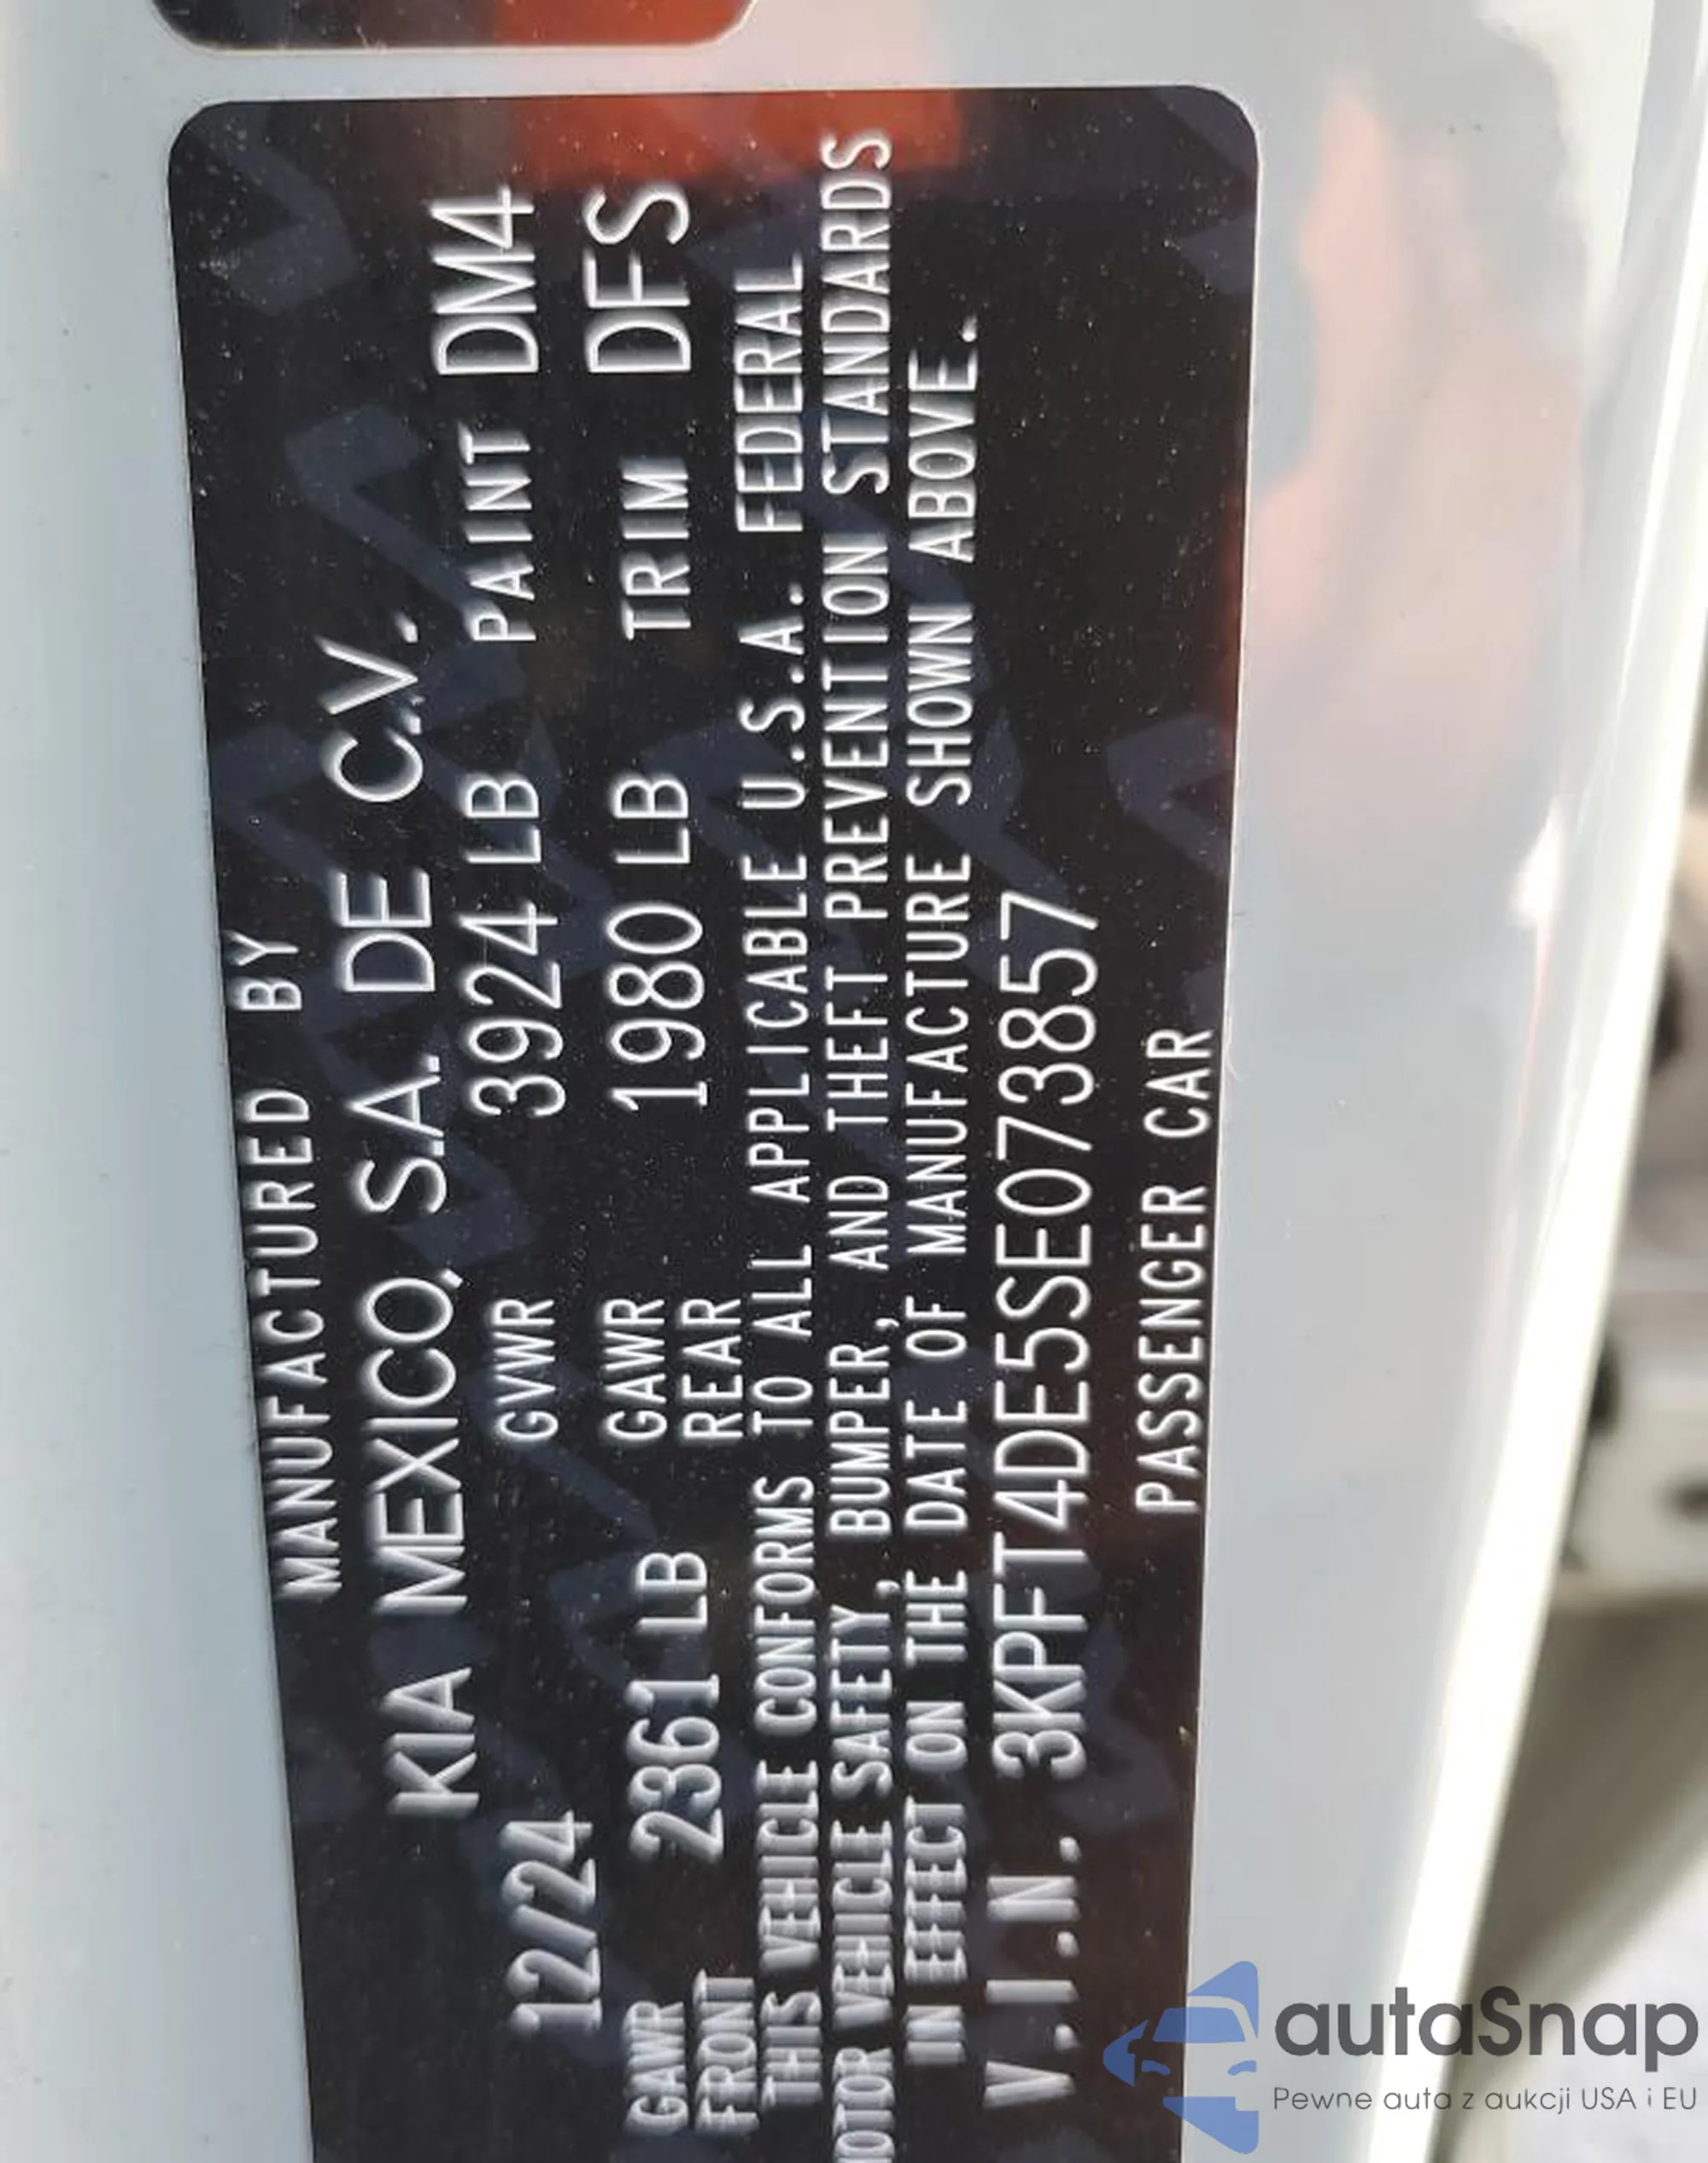 MANUFACTURED BY
KIA MEXICO, S.A. DE C.V.
12/24 GVWR 3924 LB PAINT DM4
GAWR FRONT 2361 LB GAWR REAR 1980 LB TRIM DFS
THIS VEHICLE CONFORMS TO ALL APPLICABLE U.S.A. FEDERAL
MOTOR VEHICLE SAFETY, BUMPER, AND THEFT PREVENTION STANDARDS
IN EFFECT ON THE DATE OF MANUFACTURE SHOWN ABOVE.
V.I.N. 3KPFT4DE5SE073857
PASSENGER CAR
autaSnap
Pewne auta z aukcji USA i EU